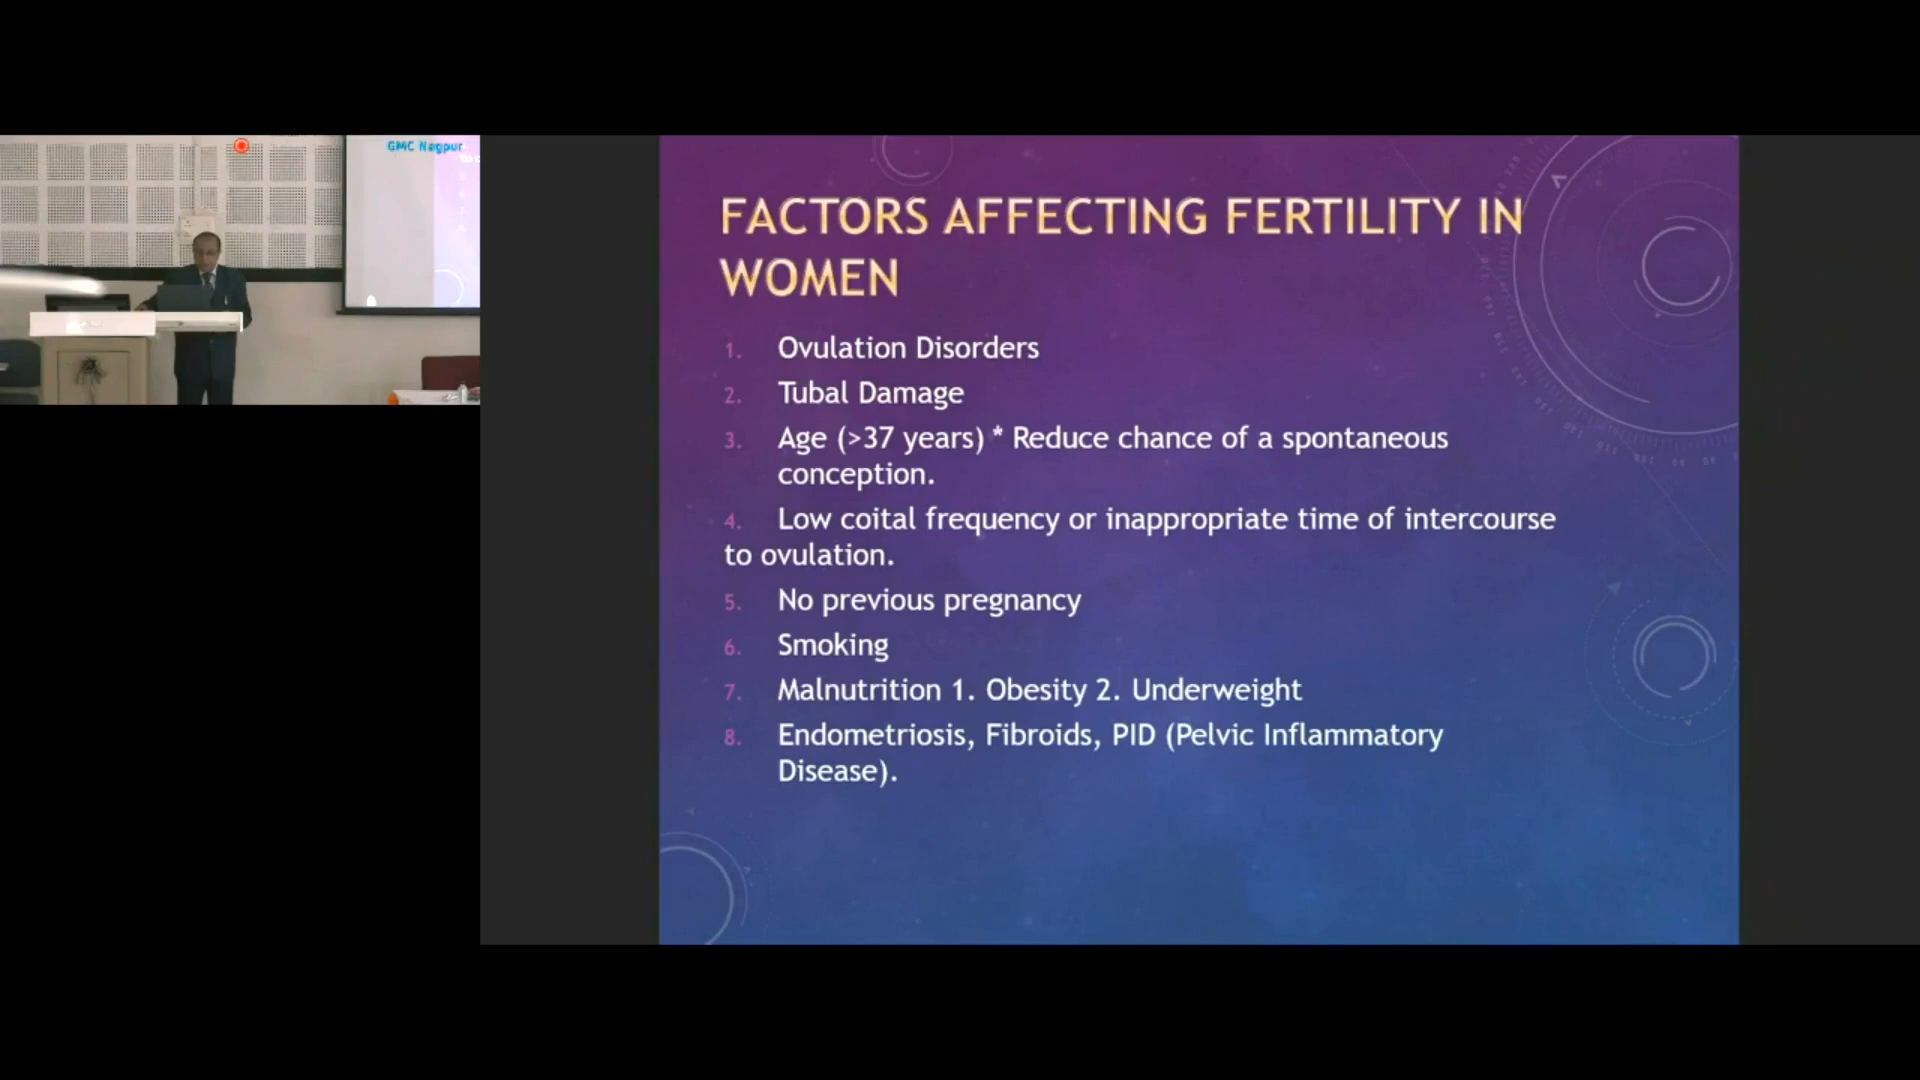 GMC Nagpur
FACTORS AFFECTING FERTILITY IN
WOMEN
1. Ovulation Disorders
2. Tubal Damage
3. Age (>37 years) * Reduce chance of a spontaneous
conception.
4. Low coital frequency or inappropriate time of intercourse
to ovulation.
5. No previous pregnancy
6. Smoking
7. Malnutrition 1. Obesity 2. Underweight
8. Endometriosis, Fibroids, PID (Pelvic Inflammatory
Disease).